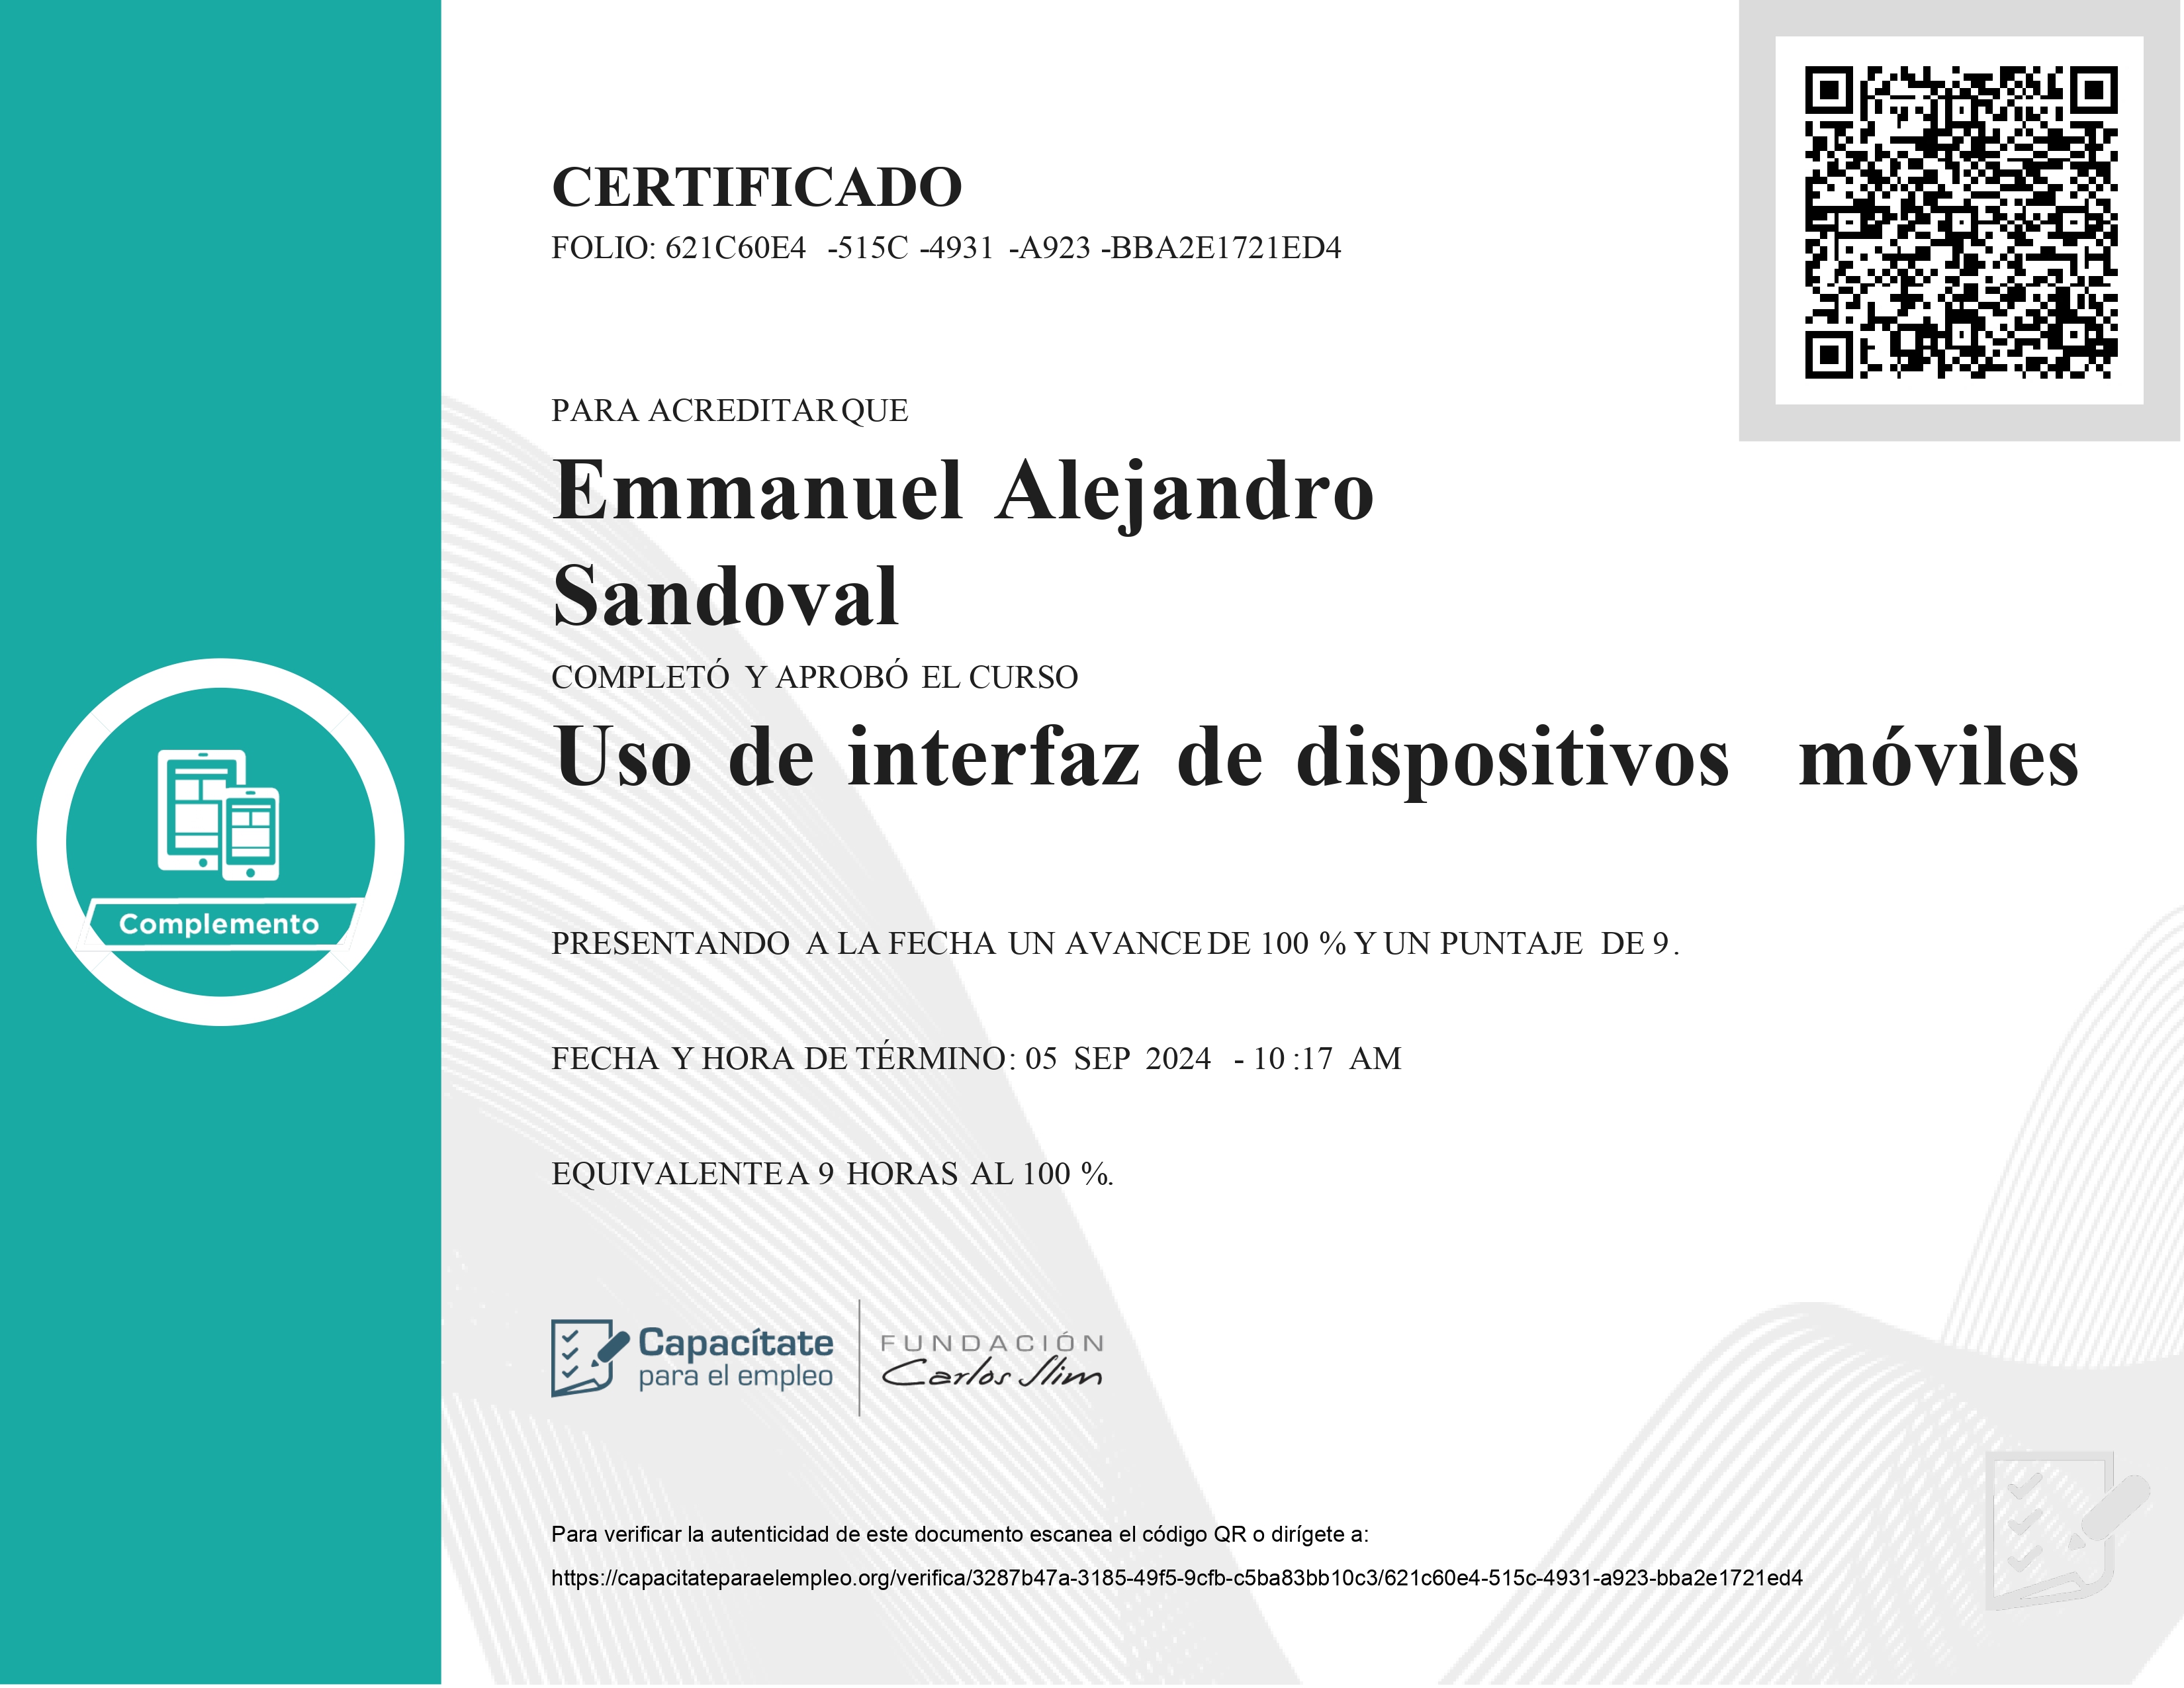 CERTIFICADO
FOLIO: 621C60E4 -515C -4931 -A923 -BBA2E1721ED4
PARA ACREDITAR QUE
Emmanuel Alejandro
Sandoval
COMPLETÓ Y APROBÓ EL CURSO
Uso de interfaz de dispositivos móviles
Complemento
PRESENTANDO A LA FECHA UN AVANCE DE 100 % Y UN PUNTAJE DE 9.
FECHA Y HORA DE TÉRMINO: 05 SEP 2024 - 10 :17 AM
EQUIVALENTE A 9 HORAS AL 100 %.
Capacítate
para el empleo
FUNDACIÓN
Carlos Slim
Para verificar la autenticidad de este documento escanea el código QR o dirígete a:
https://capacitateparaelempleo.org/verifica/3287b47a-3185-49f5-9cfb-c5ba83bb10c3/621c60e4-515c-4931-a923-bba2e1721ed4